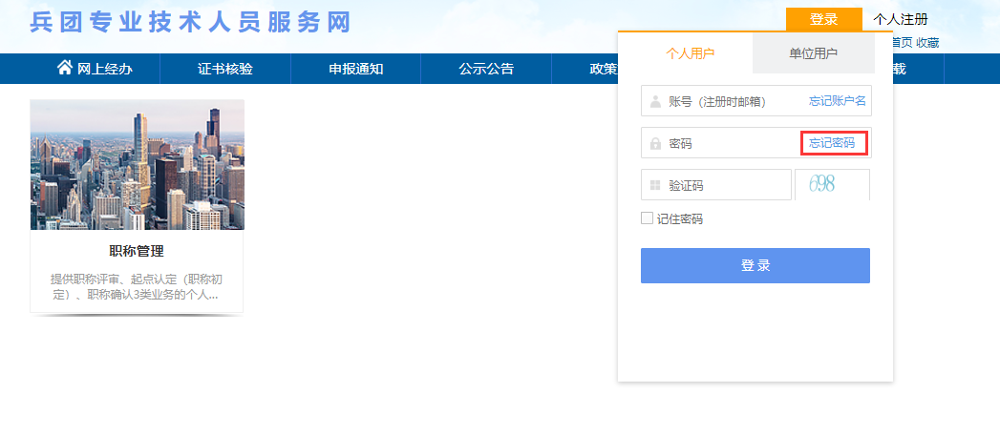 兵团专业技术人员服务网
登录 个人注册
首页 收藏
网上经办 证书核验 申报通知 公示公告 政策 载
个人用户 单位用户
账号（注册时邮箱） 忘记账户名
密码 忘记密码
验证码 698
记住密码
登 录
职称管理
提供职称评审、起点认定（职称初
定）、职称确认3类业务的个人...